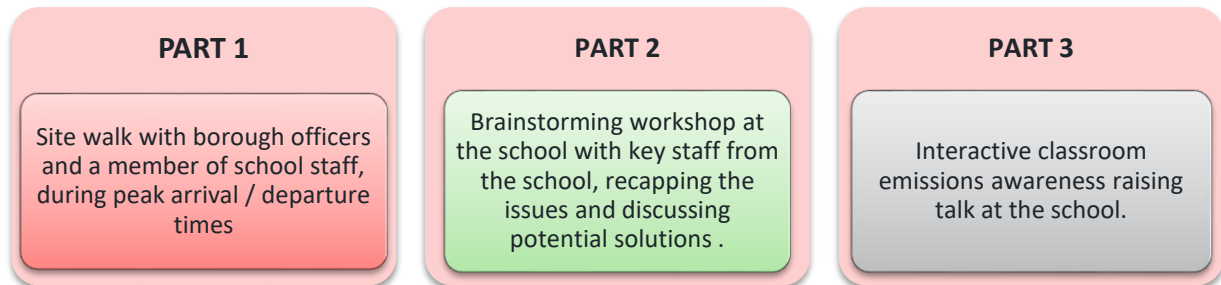 PART 1
Site walk with borough officers
and a member of school staff,
during peak arrival / departure
times
PART 2
Brainstorming workshop at
the school with key staff from
the school, recapping the
issues and discussing
potential solutions .
PART 3
Interactive classroom
emissions awareness raising
talk at the school.